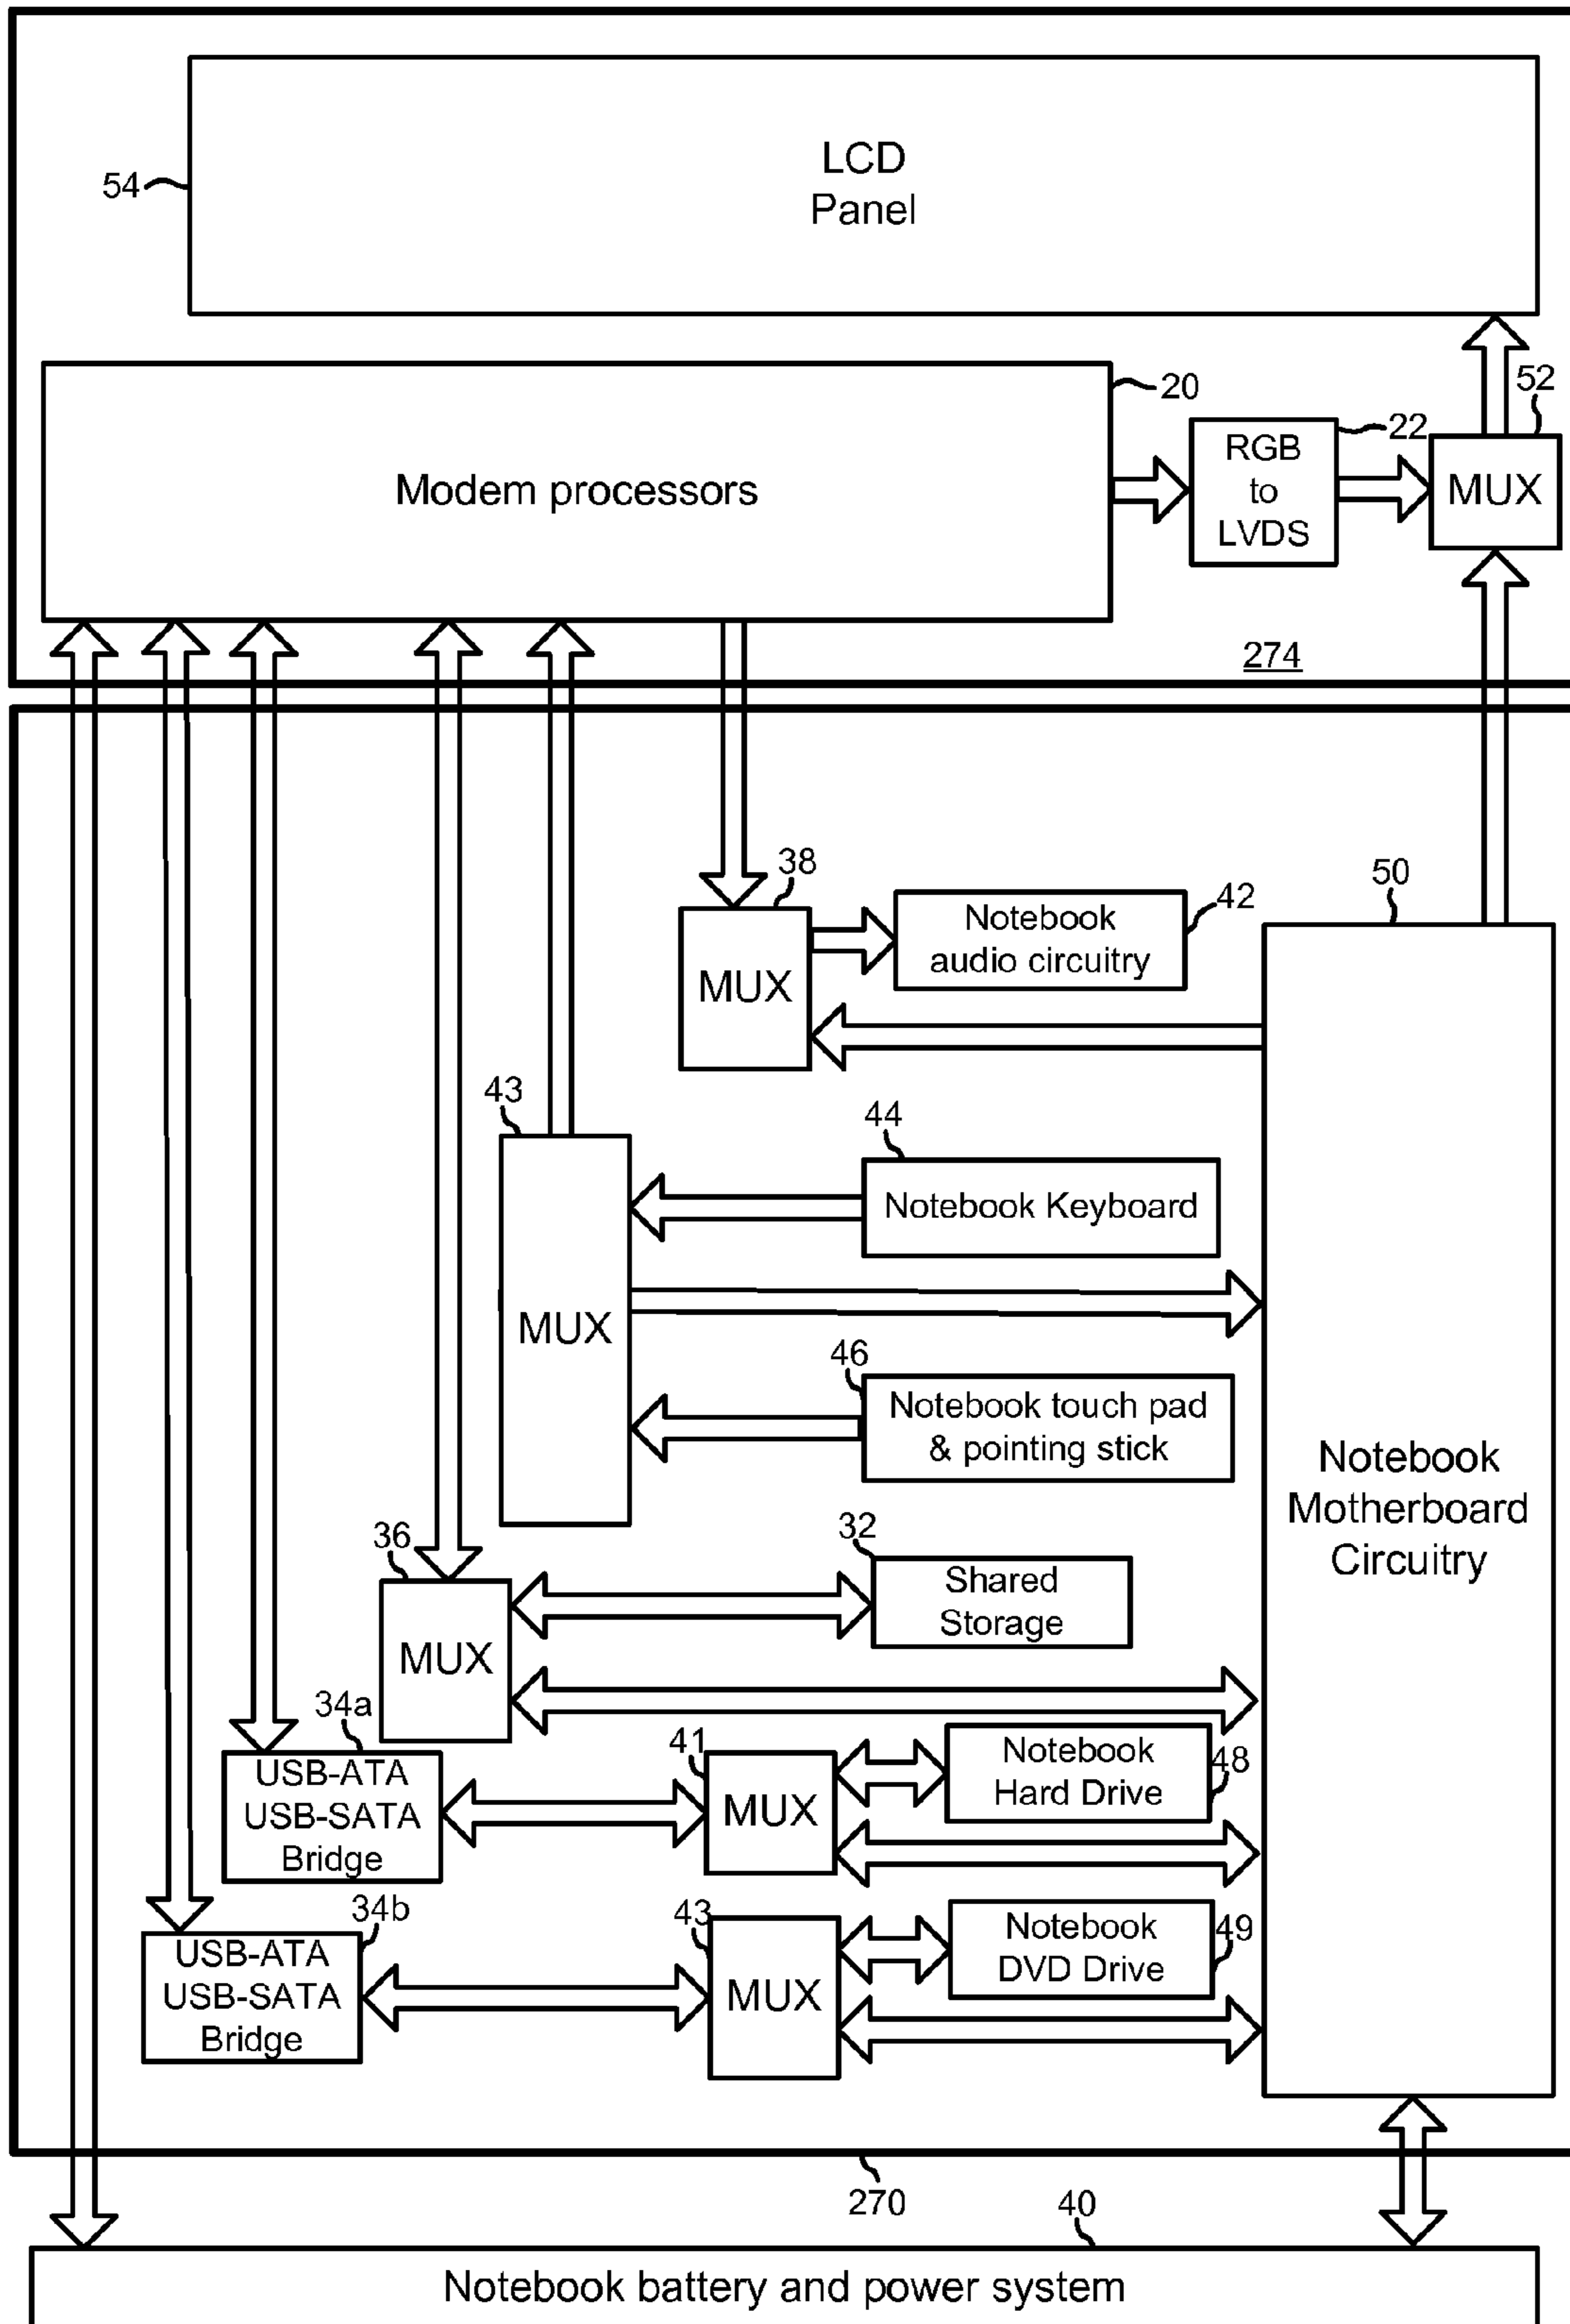 LCD
Panel
54
20
52
22
RGB
to
LVDS
MUX
Modem processors
274
38
50
42
Notebook
audio circuitry
MUX
43
44
Notebook Keyboard
MUX
46
Notebook touch pad
& pointing stick
Notebook
Motherboard
Circuitry
36
32
Shared
Storage
MUX
34a
41
Notebook
Hard Drive
48
USB-ATA
USB-SATA
Bridge
MUX
34b
43
Notebook
DVD Drive
49
USB-ATA
USB-SATA
Bridge
MUX
270
40
Notebook battery and power system